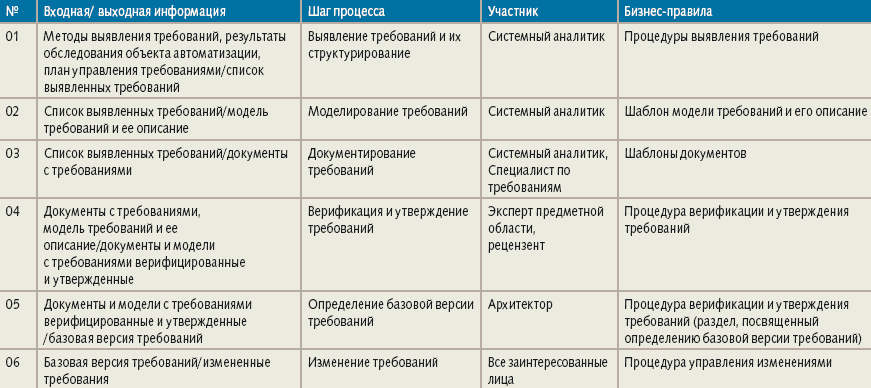 № Входная/ выходная информация Шаг процесса Участник Бизнес-правила
01 Методы выявления требований, результаты Выявление требований и их Системный аналитик Процедуры выявления требований
обследования объекта автоматизации, структурирование
план управления требованиями/список
выявленных требований
02 Список выявленных требований/модель Моделирование требований Системный аналитик Шаблон модели требований и его описание
требований и ее описание
03 Список выявленных требований/документы Документирование Системный аналитик, Шаблоны документов
с требованиями требований Специалист по
требованиям
04 Документы с требованиями, Верификация и утверждение Эксперт предметной Процедура верификации и утверждения
модель требований и ее требований области, требований
описание/документы и модели рецензент
с требованиями верифицированные
и утвержденные
05 Документы и модели с требованиями Определение базовой версии Архитектор Процедура верификации и утверждения
верифицированные и утвержденные требований требований (раздел, посвященный
/базовая версия требований определению базовой версии требований)
06 Базовая версия требований/измененные Изменение требований Все заинтересованные Процедура управления изменениями
требования лица